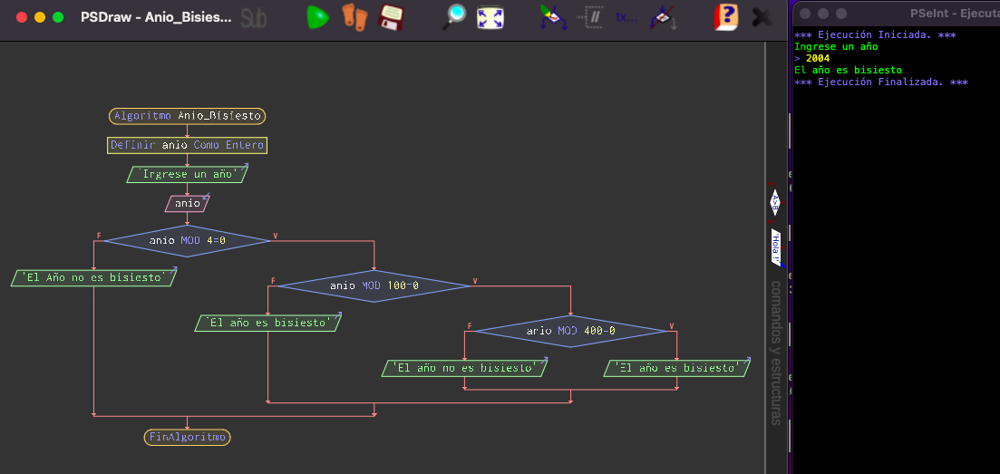 PSDraw - Anio_Bisies...
Sub
//
EX...
?
PSeInt - Ejecuta
*** Ejecución Iniciada. ***
Ingrese un año
> 2004
El año es bisiesto
*** Ejecución Finalizada. ***
Algoritmo Anio_Bisiesto
Definir anio Como Entero
'Ingrese un año'
anio
F
anio MOD 4=0
V
'El Año no es bisiesto'
F
anio MOD 100=0
V
'El año es bisiesto'
F
anio MOD 400=0
V
'El año no es bisiesto'
'El año es bisiesto'
FinAlgoritmo
A>B
'Hola !'
comandos y estructuras